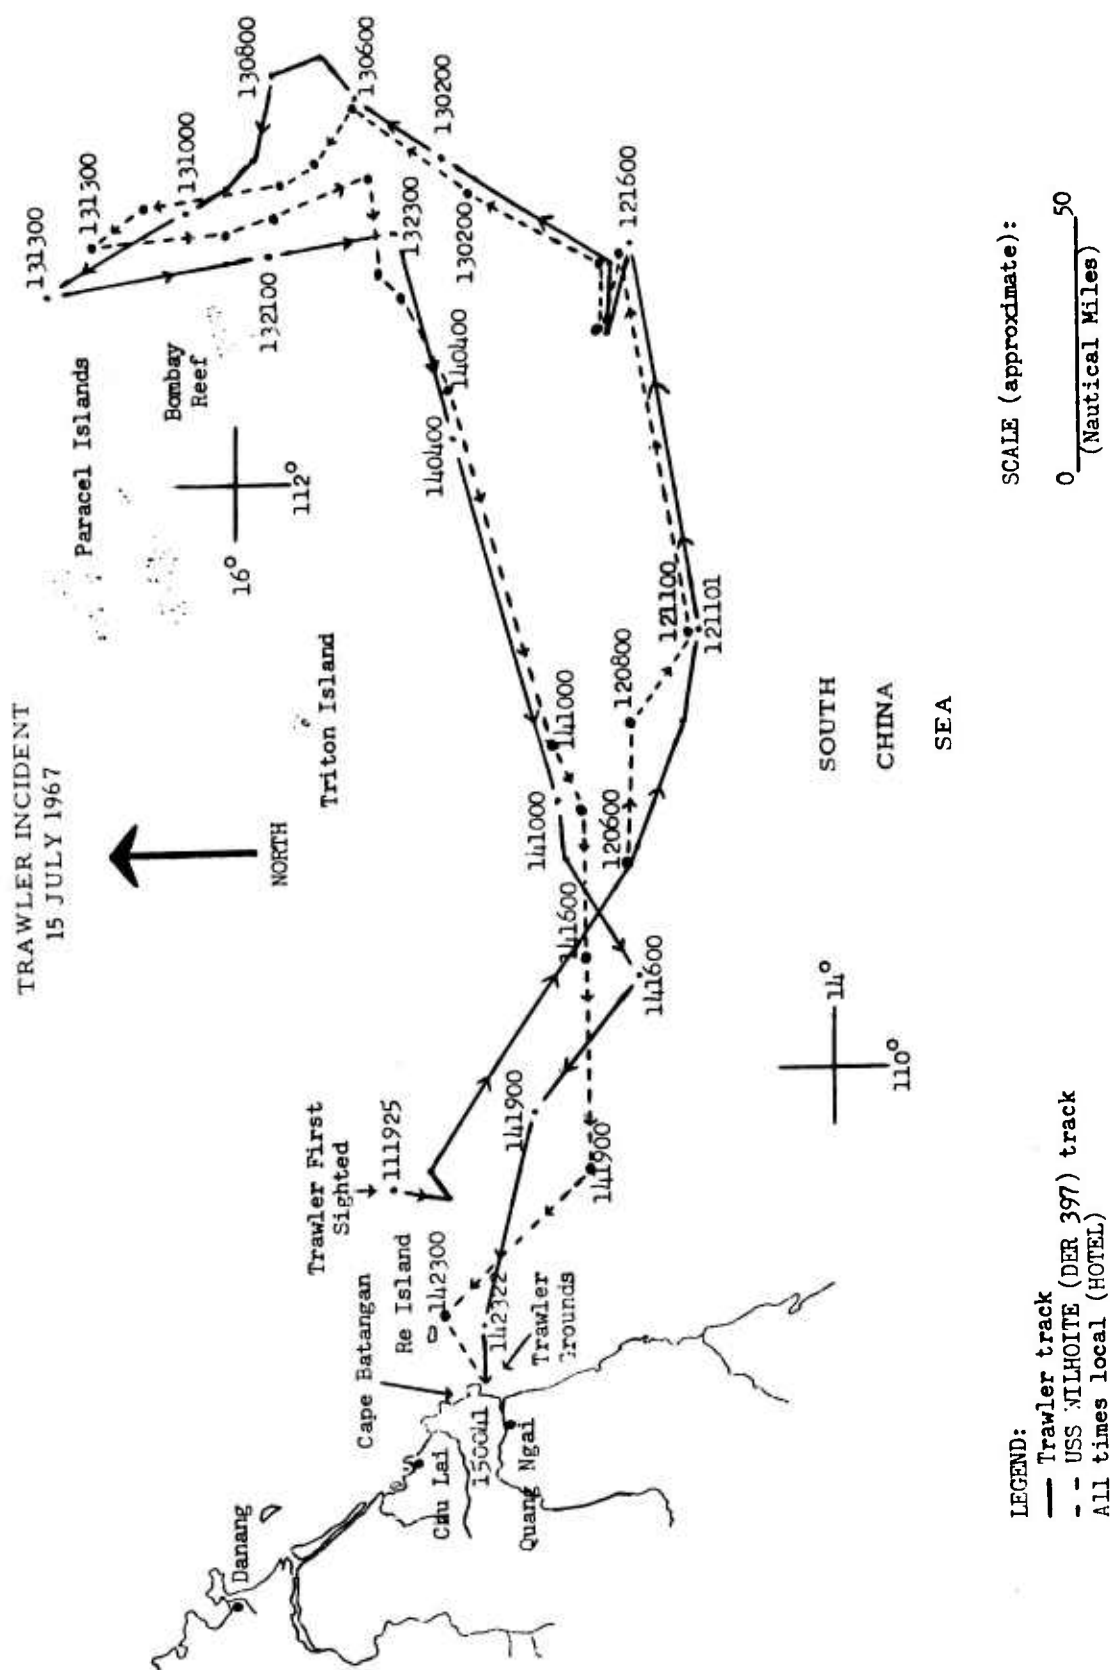 TRAWLER INCIDENT
15 JULY 1967
NORTH
Danang
Chu Lai
Quang Ngai
150041
Cape Batangan
Re Island
142300
142322
Trawler
Grounds
Trawler First
Sighted
111925
141900
141900
141600
141600
141000
141000
120600
120800
121100
121101
Triton Island
Paracel Islands
Bombay
Reef
16°
112°
140400
140400
132100
132300
131300
131300
131000
130800
130600
130200
130200
121600
14°
110°
SOUTH
CHINA
SEA
LEGEND:
Trawler track
USS WILHOITE (DER 397) track
All times local (HOTEL)
SCALE (approximate):
0 50
(Nautical Miles)